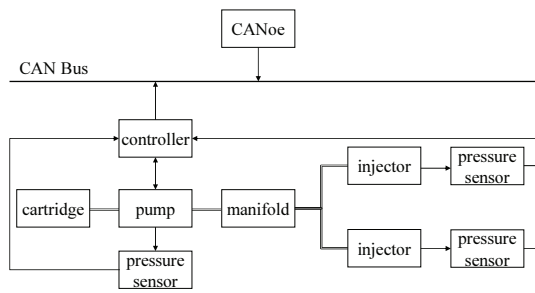 CANoe
CAN Bus
controller
injector
pressure
sensor
cartridge
pump
manifold
injector
pressure
sensor
pressure
sensor